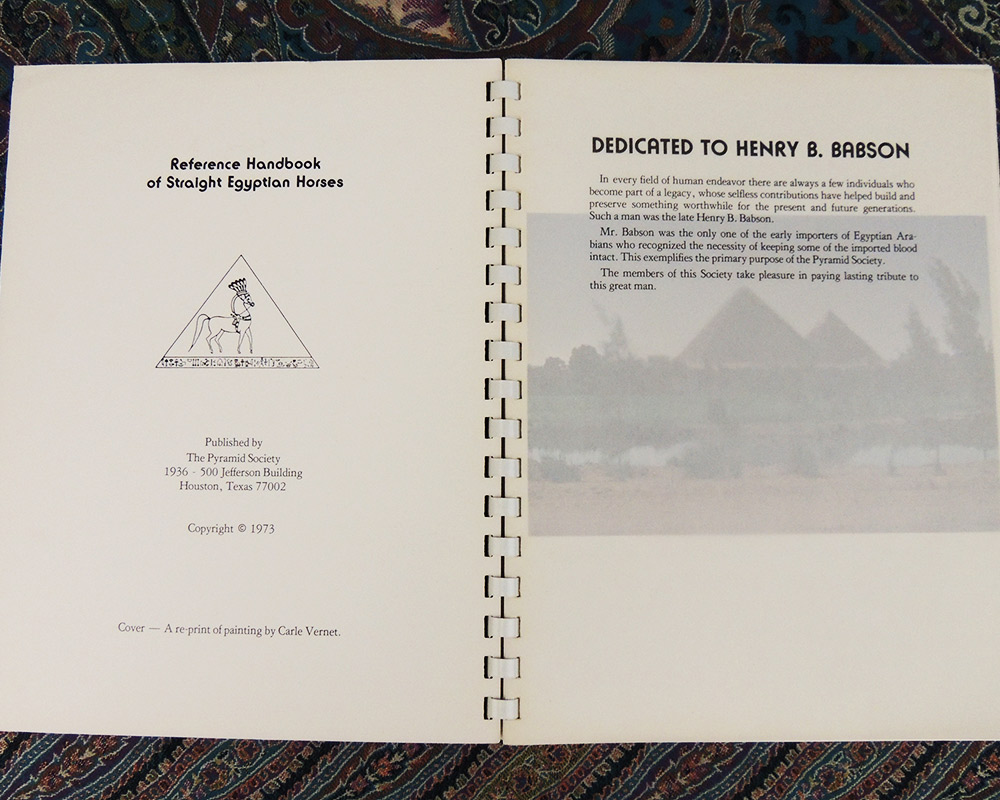 Reference Handbook
of Straight Egyptian Horses
Published by
The Pyramid Society
1936 - 500 Jefferson Building
Houston, Texas 77002
Copyright © 1973
Cover — A re-print of painting by Carle Vernet.
DEDICATED TO HENRY B. BABSON
In every field of human endeavor there are always a few individuals who
become part of a legacy, whose selfless contributions have helped build and
preserve something worthwhile for the present and future generations.
Such a man was the late Henry B. Babson.
Mr. Babson was the only one of the early importers of Egyptian Ara-
bians who recognized the necessity of keeping some of the imported blood
intact. This exemplifies the primary purpose of the Pyramid Society.
The members of this Society take pleasure in paying lasting tribute to
this great man.